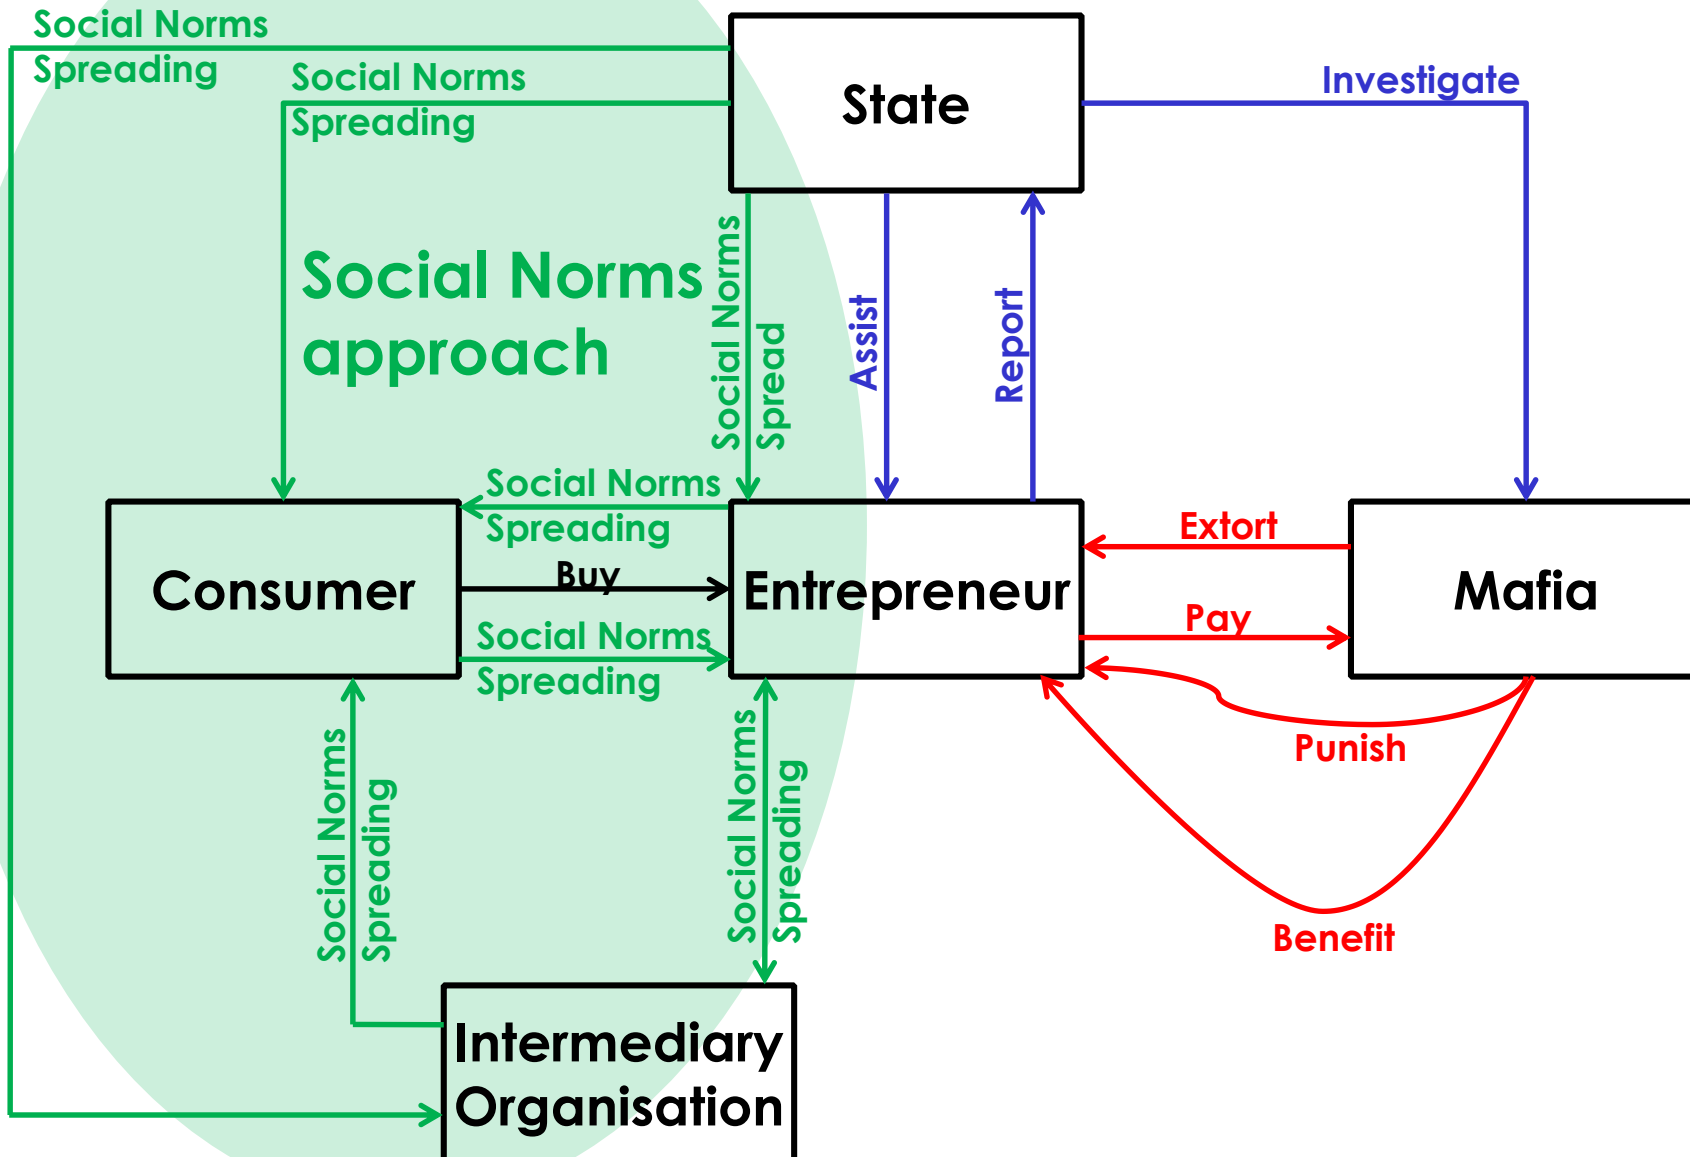 Social Norms
Spreading
Social Norms
Spreading
State
Investigate
Social Norms
approach
Social Norms
Spread
Assist
Report
Social Norms
Spreading
Extort
Consumer
Buy
Entrepreneur
Mafia
Pay
Social Norms
Spreading
Social Norms
Spreading
Social Norms
Spreading
Punish
Benefit
Intermediary
Organisation